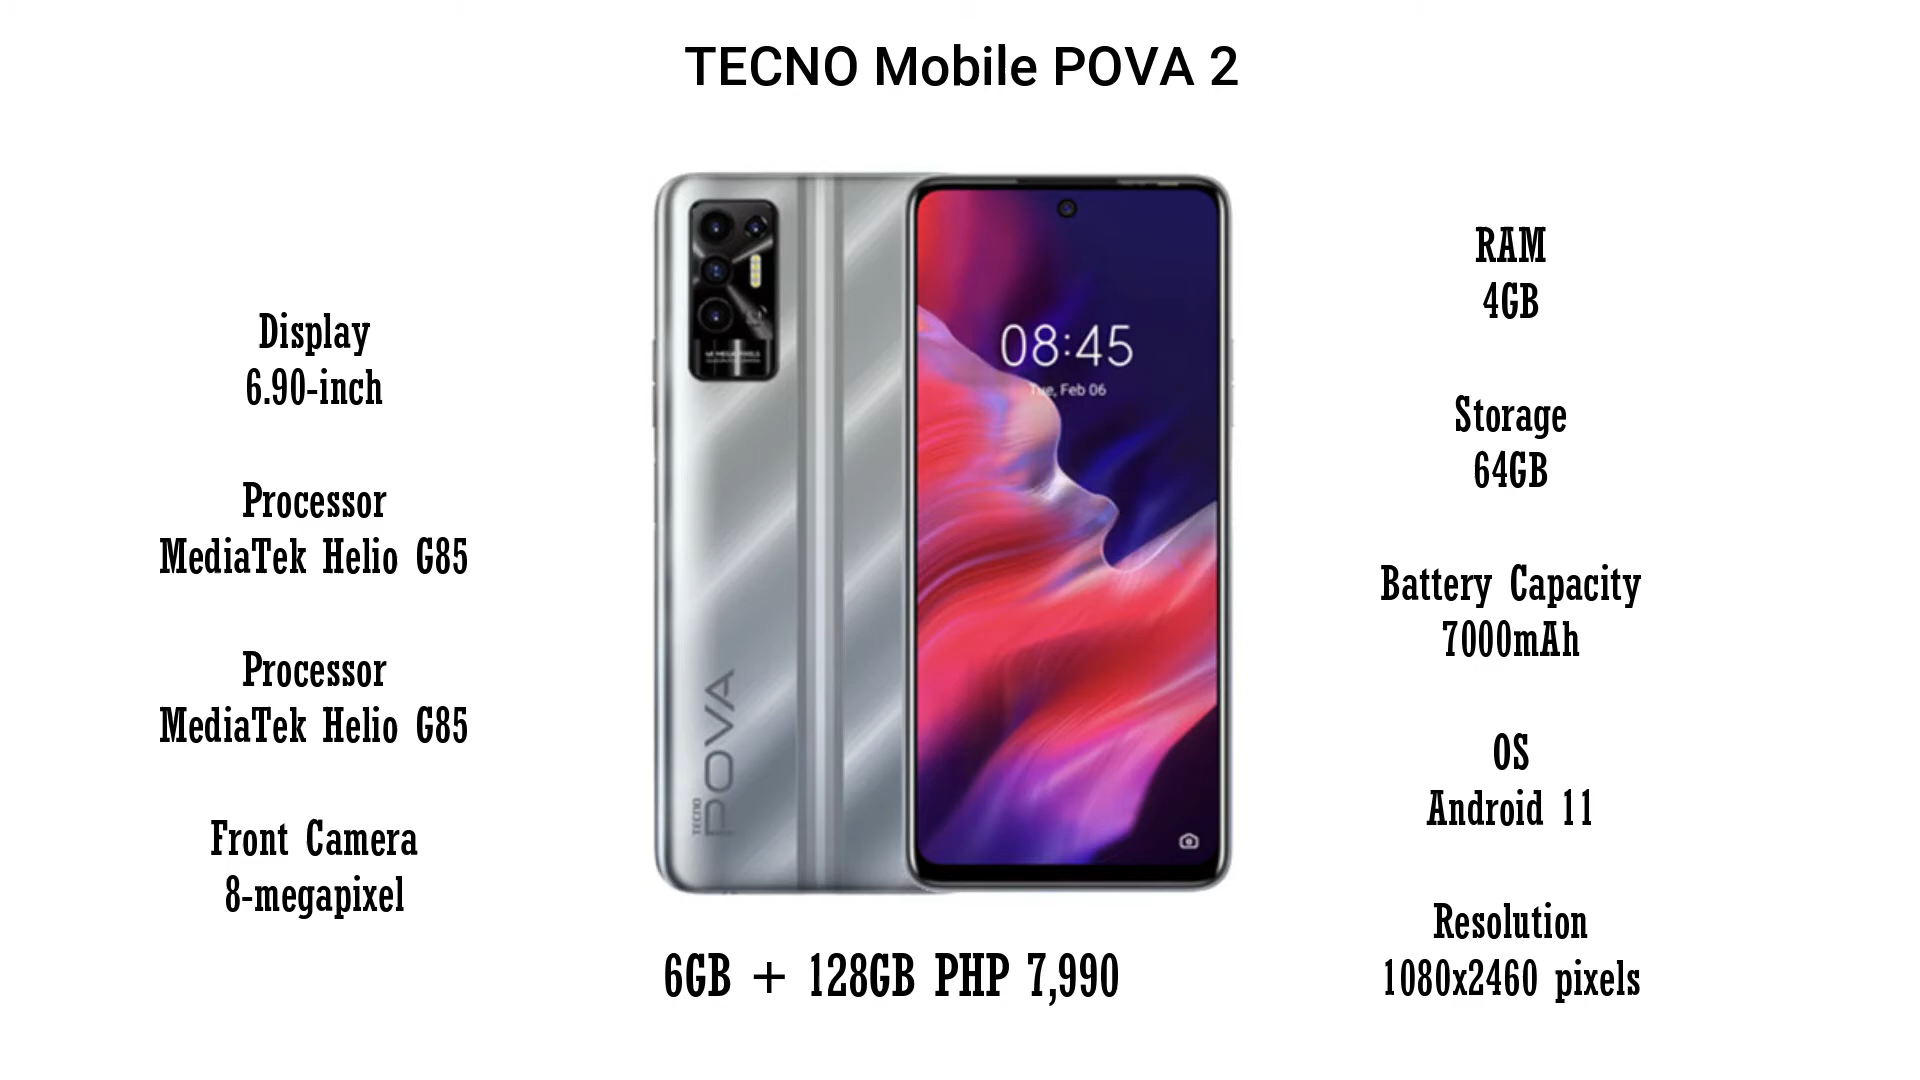 TECNO Mobile POVA 2
Display
6.90-inch
Processor
MediaTek Helio G85
Processor
MediaTek Helio G85
Front Camera
8-megapixel
08:45
Tue, Feb 06
TECNO
POVA
RAM
4GB
Storage
64GB
Battery Capacity
7000mAh
OS
Android 11
Resolution
1080x2460 pixels
6GB + 128GB PHP 7,990